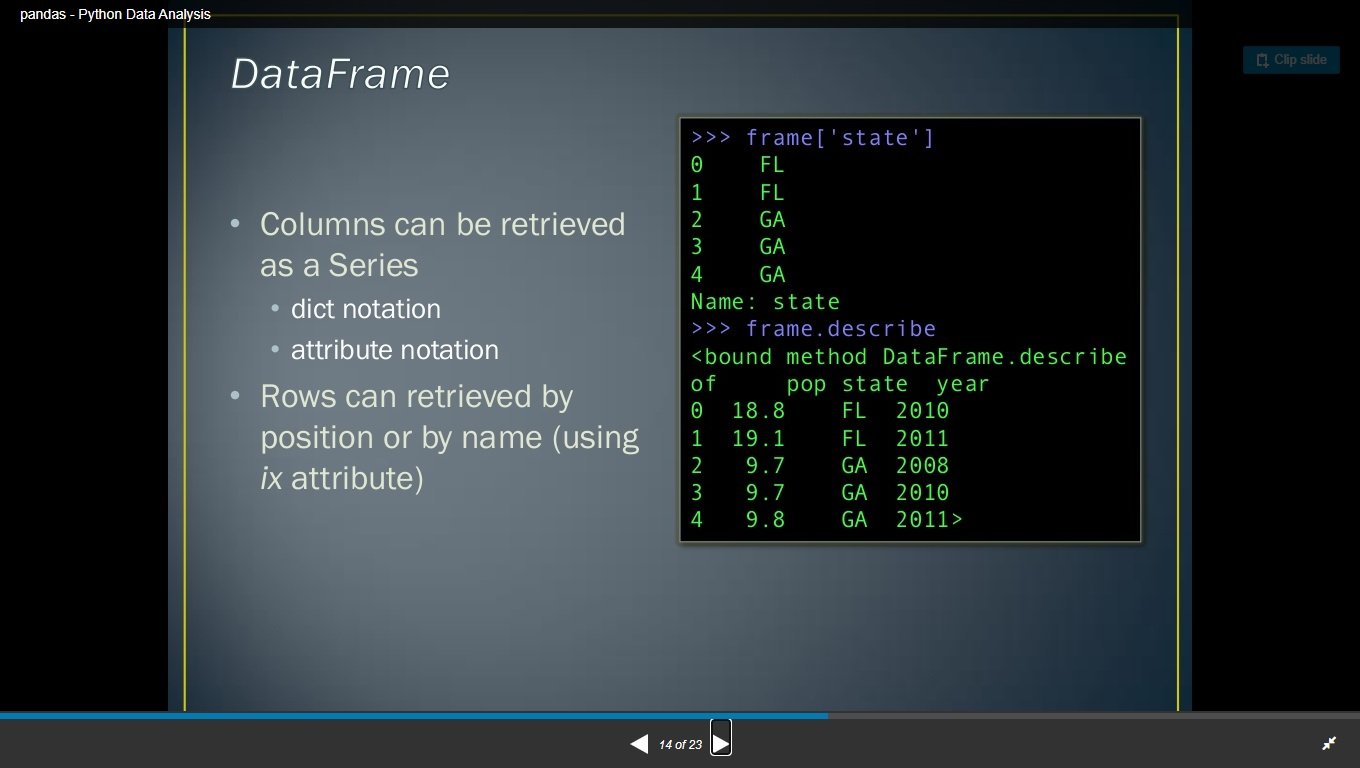 pandas - Python Data Analysis
Clip slide
DataFrame
• Columns can be retrieved
as a Series
• dict notation
• attribute notation
• Rows can retrieved by
position or by name (using
ix attribute)
>>> frame['state']
0    FL
1    FL
2    GA
3    GA
4    GA
Name: state
>>> frame.describe
<bound method DataFrame.describe
of     pop state  year
0  18.8    FL  2010
1  19.1    FL  2011
2   9.7    GA  2008
3   9.7    GA  2010
4   9.8    GA  2011>
14 of 23